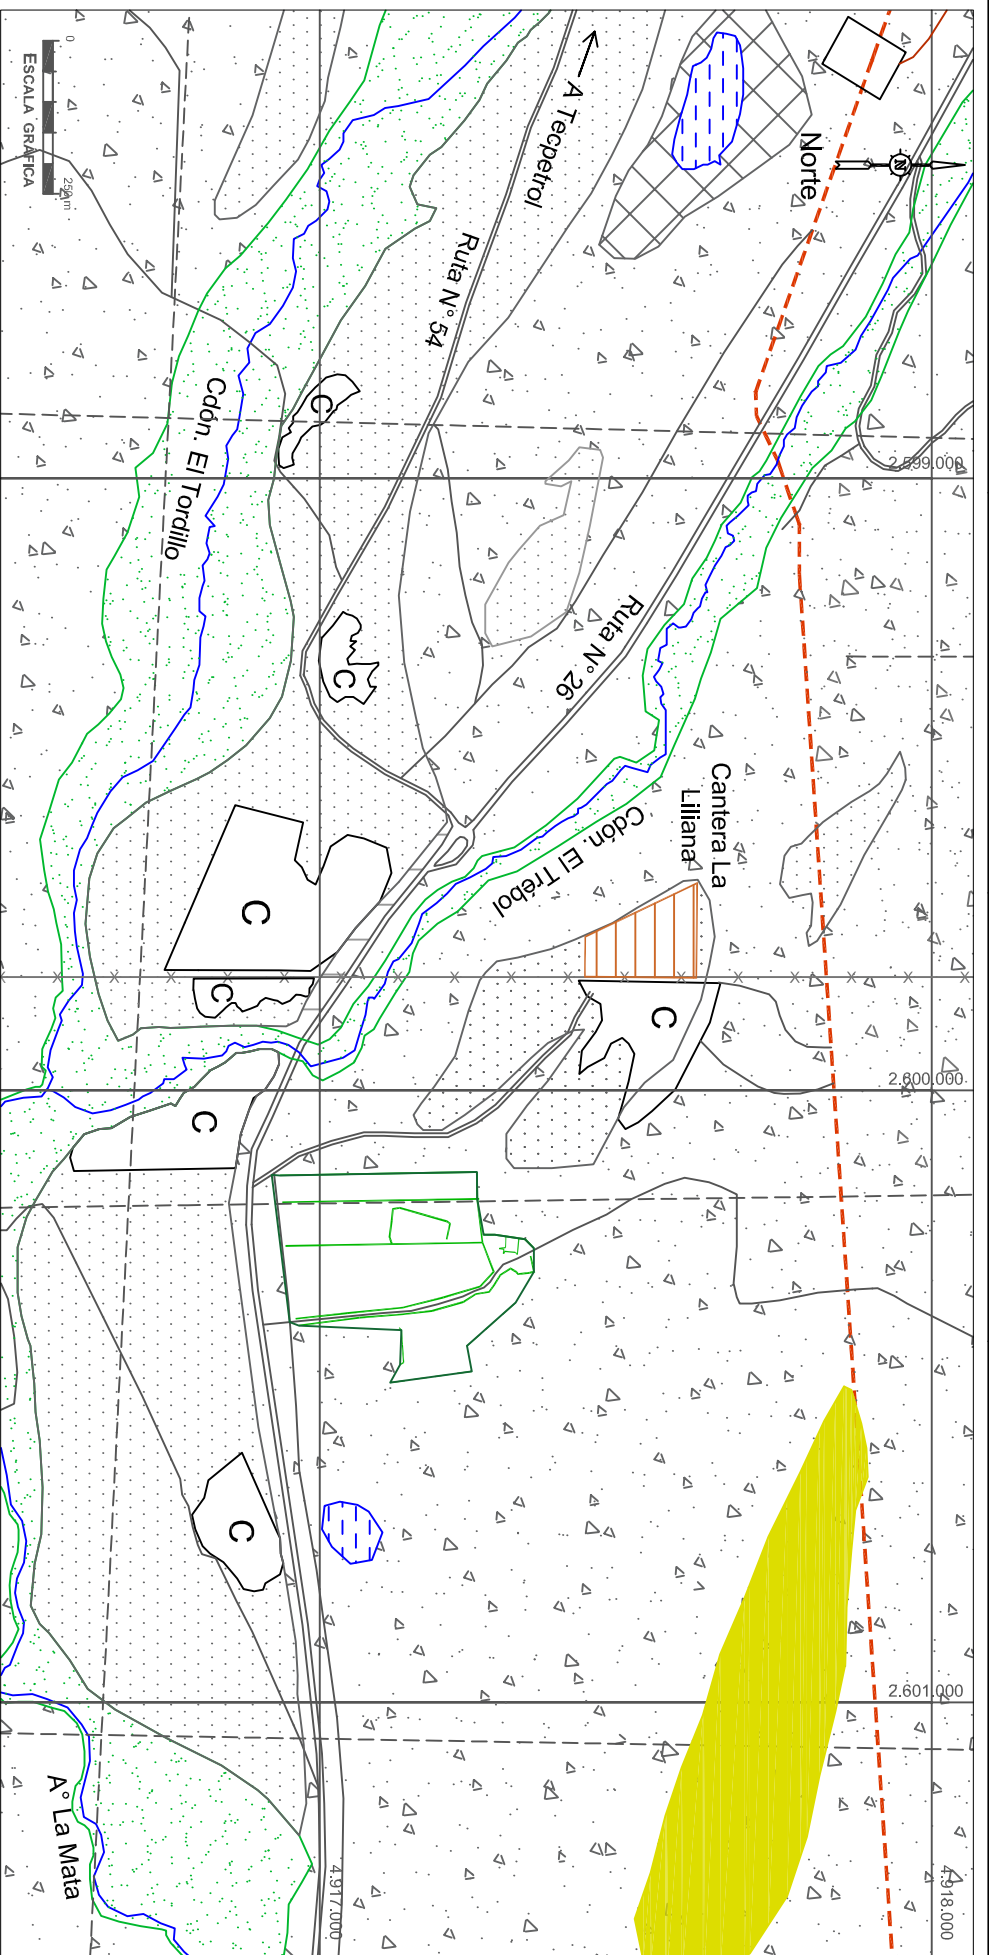 0
250 m
ESCALA GRÁFICA
A Tecpetrol
Norte
N
Ruta N° 54
Cdón. El Tordillo
C
2.599.000
Ruta N° 26
C
Cantera La
Liliana
Cdón. El Trébol
C
C
C
2.600.000
C
C
2.601.000
A° La Mata
4.917.000
4.918.000